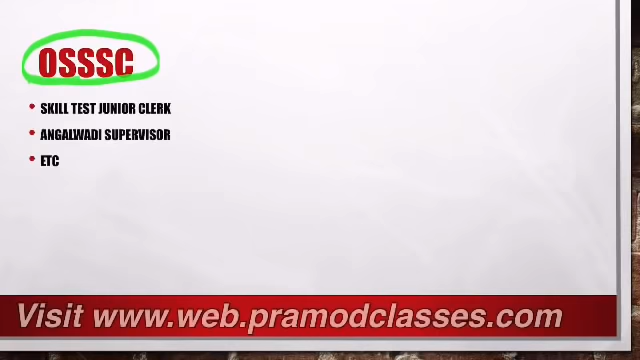 OSSSC
SKILL TEST JUNIOR CLERK
ANGALWADI SUPERVISOR
ETC
Visit www.web.pramodclasses.com